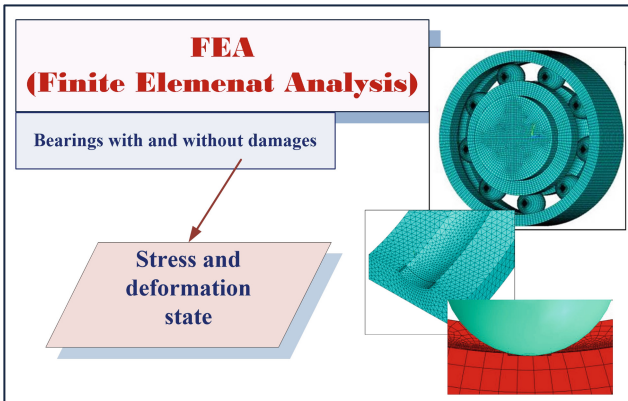 FEA
(Finite Elemenat Analysis)
Bearings with and without damages
Stress and
deformation
state